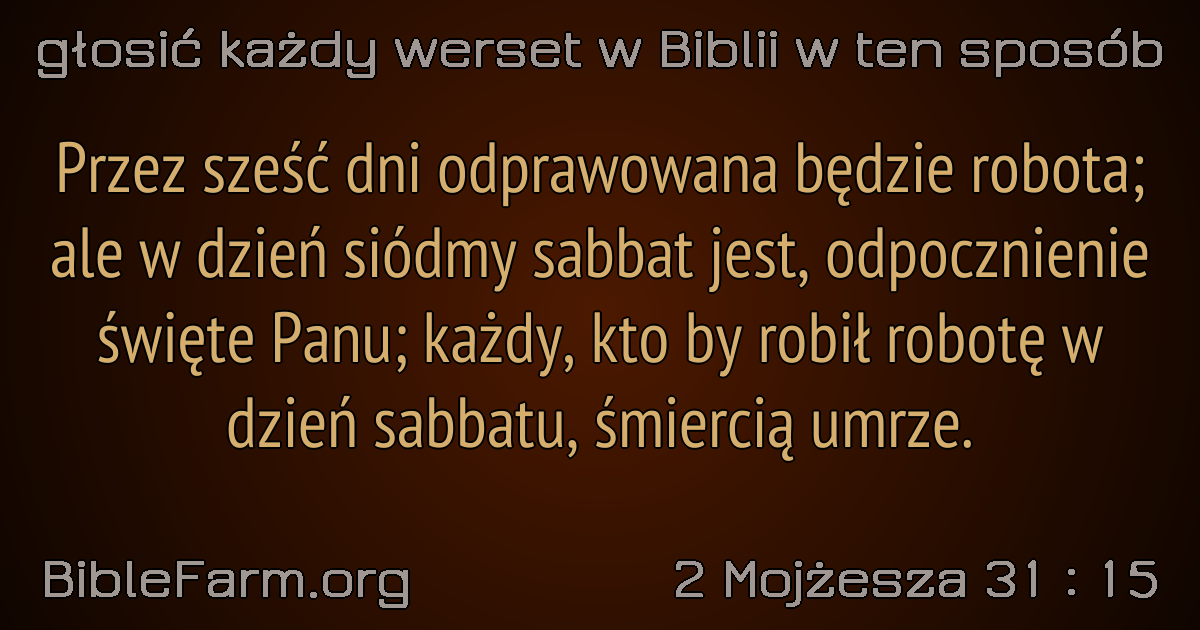 głosić każdy werset w Biblii w ten sposób
Przez sześć dni odprawowana będzie robota;
ale w dzień siódmy sabbat jest, odpocznienie
święte Panu; każdy, kto by robił robotę w
dzień sabbatu, śmiercią umrze.
BibleFarm.org
2 Mojżesza 31 : 15